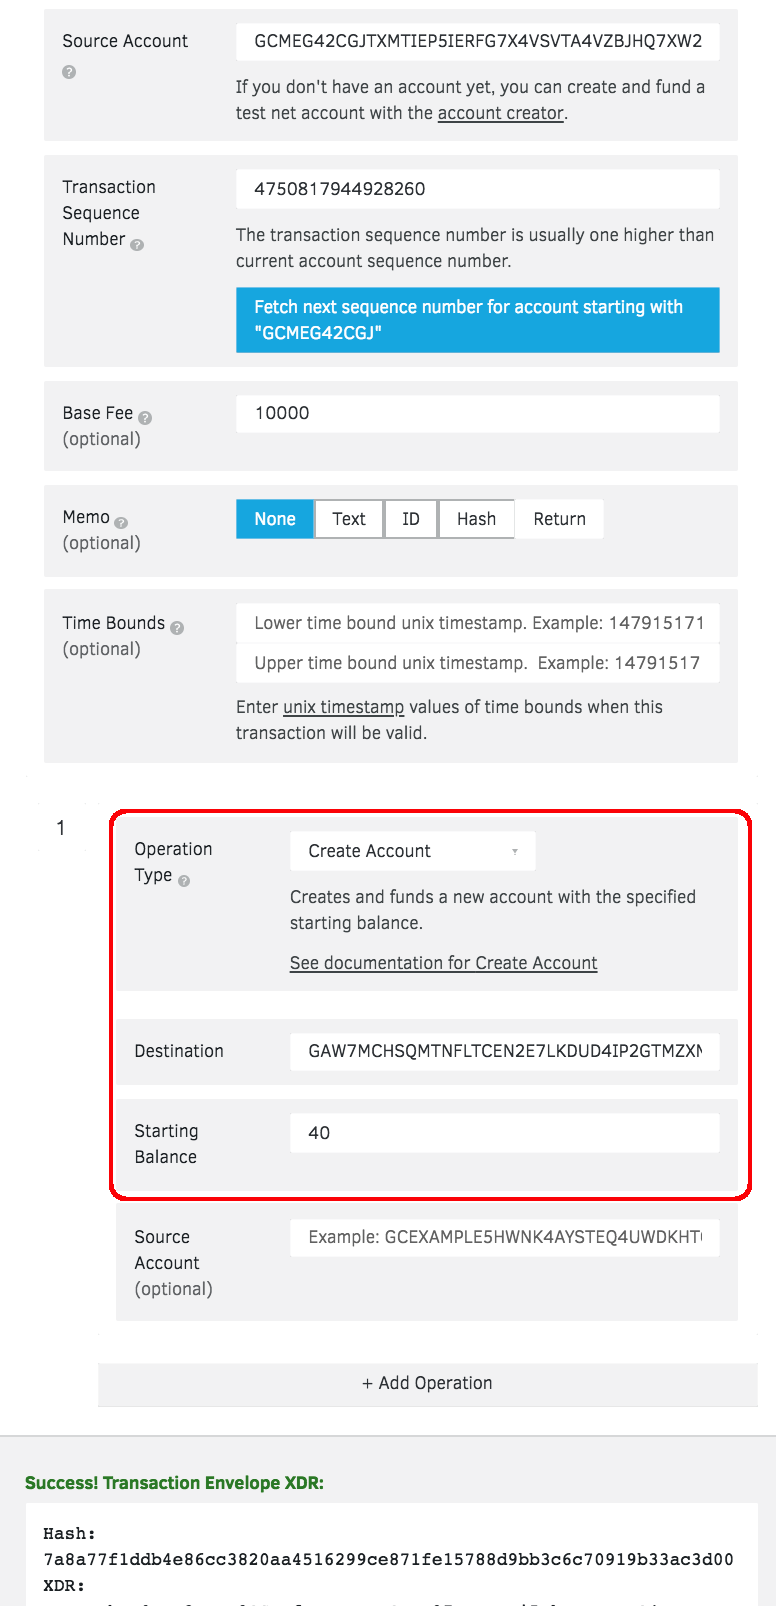 Source Account
GCMEG42CGJTXMTIEP5IERFG7X4VSVTA4VZBJHQ7XW2
?
If you don't have an account yet, you can create and fund a
test net account with the account creator.
Transaction
Sequence
Number ?
4750817944928260
The transaction sequence number is usually one higher than
current account sequence number.
Fetch next sequence number for account starting with
"GCMEG42CGJ"
Base Fee ?
(optional)
10000
Memo ?
(optional)
None Text ID Hash Return
Time Bounds ?
(optional)
Lower time bound unix timestamp. Example: 147915171
Upper time bound unix timestamp. Example: 14791517
Enter unix timestamp values of time bounds when this
transaction will be valid.
1
Operation
Type ?
Create Account
Creates and funds a new account with the specified
starting balance.
See documentation for Create Account
Destination
GAW7MCHSQMTNFLTCEN2E7LKDUD4IP2GTMZXN
Starting
Balance
40
Source
Account
(optional)
Example: GCEXAMPLE5HWNK4AYSTEQ4UWDKHT
+ Add Operation
Success! Transaction Envelope XDR:
Hash:
7a8a77f1ddb4e86cc3820aa4516299ce871fe15788d9bb3c6c70919b33ac3d00
XDR: